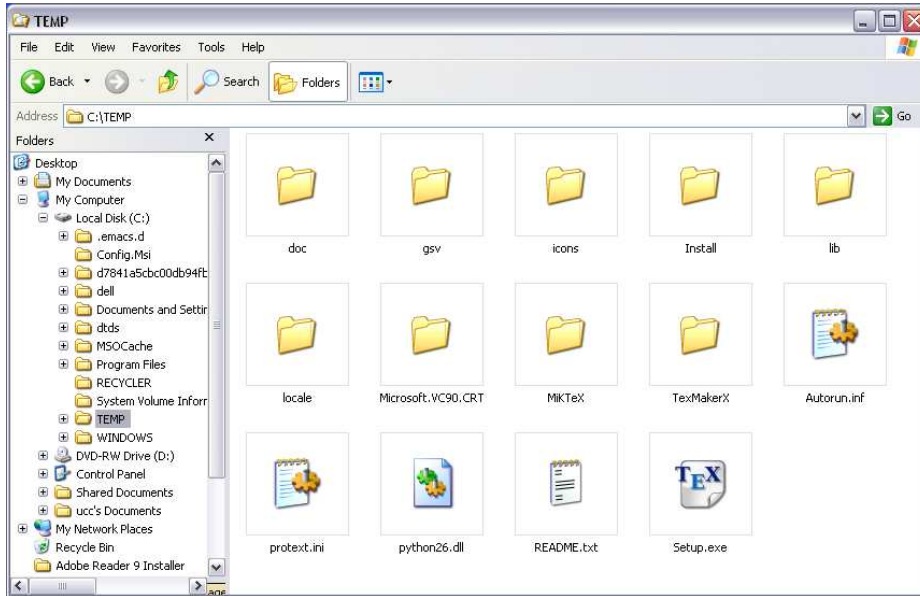 TEMP
File Edit View Favorites Tools Help
Back Search Folders
Address C:\TEMP Go
Folders X
Desktop
My Documents
My Computer
Local Disk (C:)
.emacs.d
Config.Msi
d7841a5cbc00db94fb
dell
Documents and Settir
dtds
MSOCache
Program Files
RECYCLER
System Volume Inforr
TEMP
WINDOWS
DVD-RW Drive (D:)
Control Panel
Shared Documents
ucc's Documents
My Network Places
Recycle Bin
Adobe Reader 9 Installer
doc gsv icons Install lib
locale Microsoft.VC90.CRT MiKTeX TexMakerX Autorun.inf
TEX
protext.ini python26.dll README.txt Setup.exe